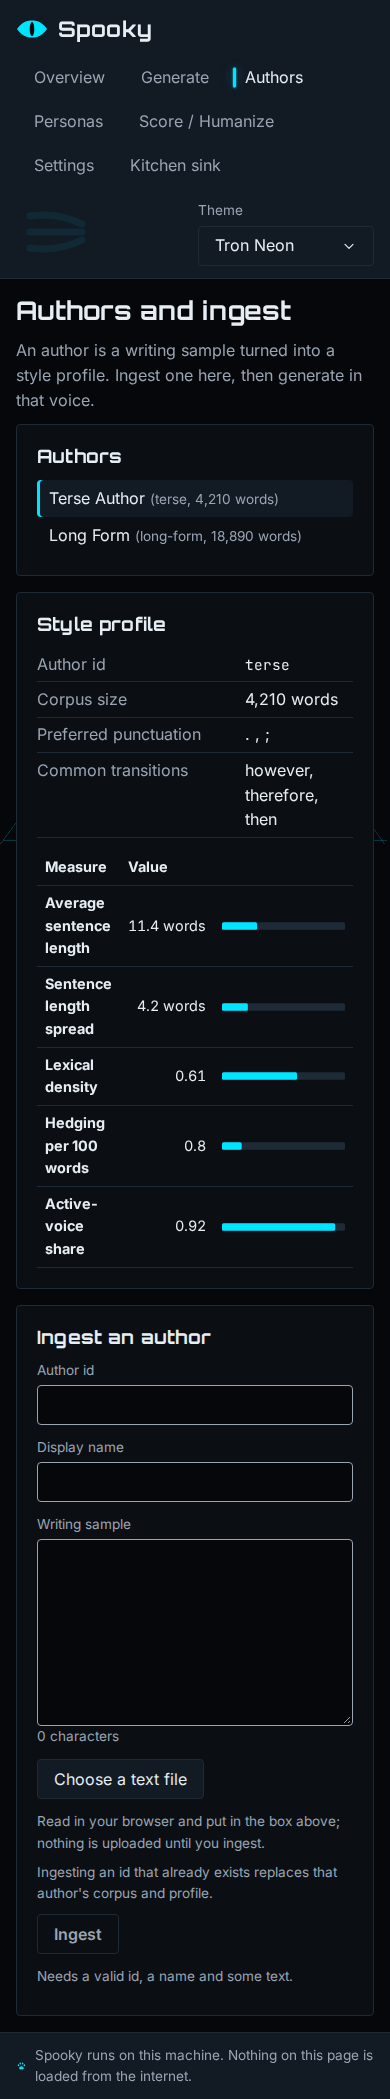 Spooky
Overview Generate Authors
Personas Score / Humanize
Settings Kitchen sink
Theme
Tron Neon
Authors and ingest
An author is a writing sample turned into a
style profile. Ingest one here, then generate in
that voice.
Authors
Terse Author (terse, 4,210 words)
Long Form (long-form, 18,890 words)
Style profile
Author id terse
Corpus size 4,210 words
Preferred punctuation . , ;
Common transitions however,
therefore,
then
Measure Value
Average
sentence 11.4 words
length
Sentence
length 4.2 words
spread
Lexical
density 0.61
Hedging
per 100 0.8
words
Active-
voice 0.92
share
Ingest an author
Author id
Display name
Writing sample
0 characters
Choose a text file
Read in your browser and put in the box above;
nothing is uploaded until you ingest.
Ingesting an id that already exists replaces that
author's corpus and profile.
Ingest
Needs a valid id, a name and some text.
Spooky runs on this machine. Nothing on this page is
loaded from the internet.